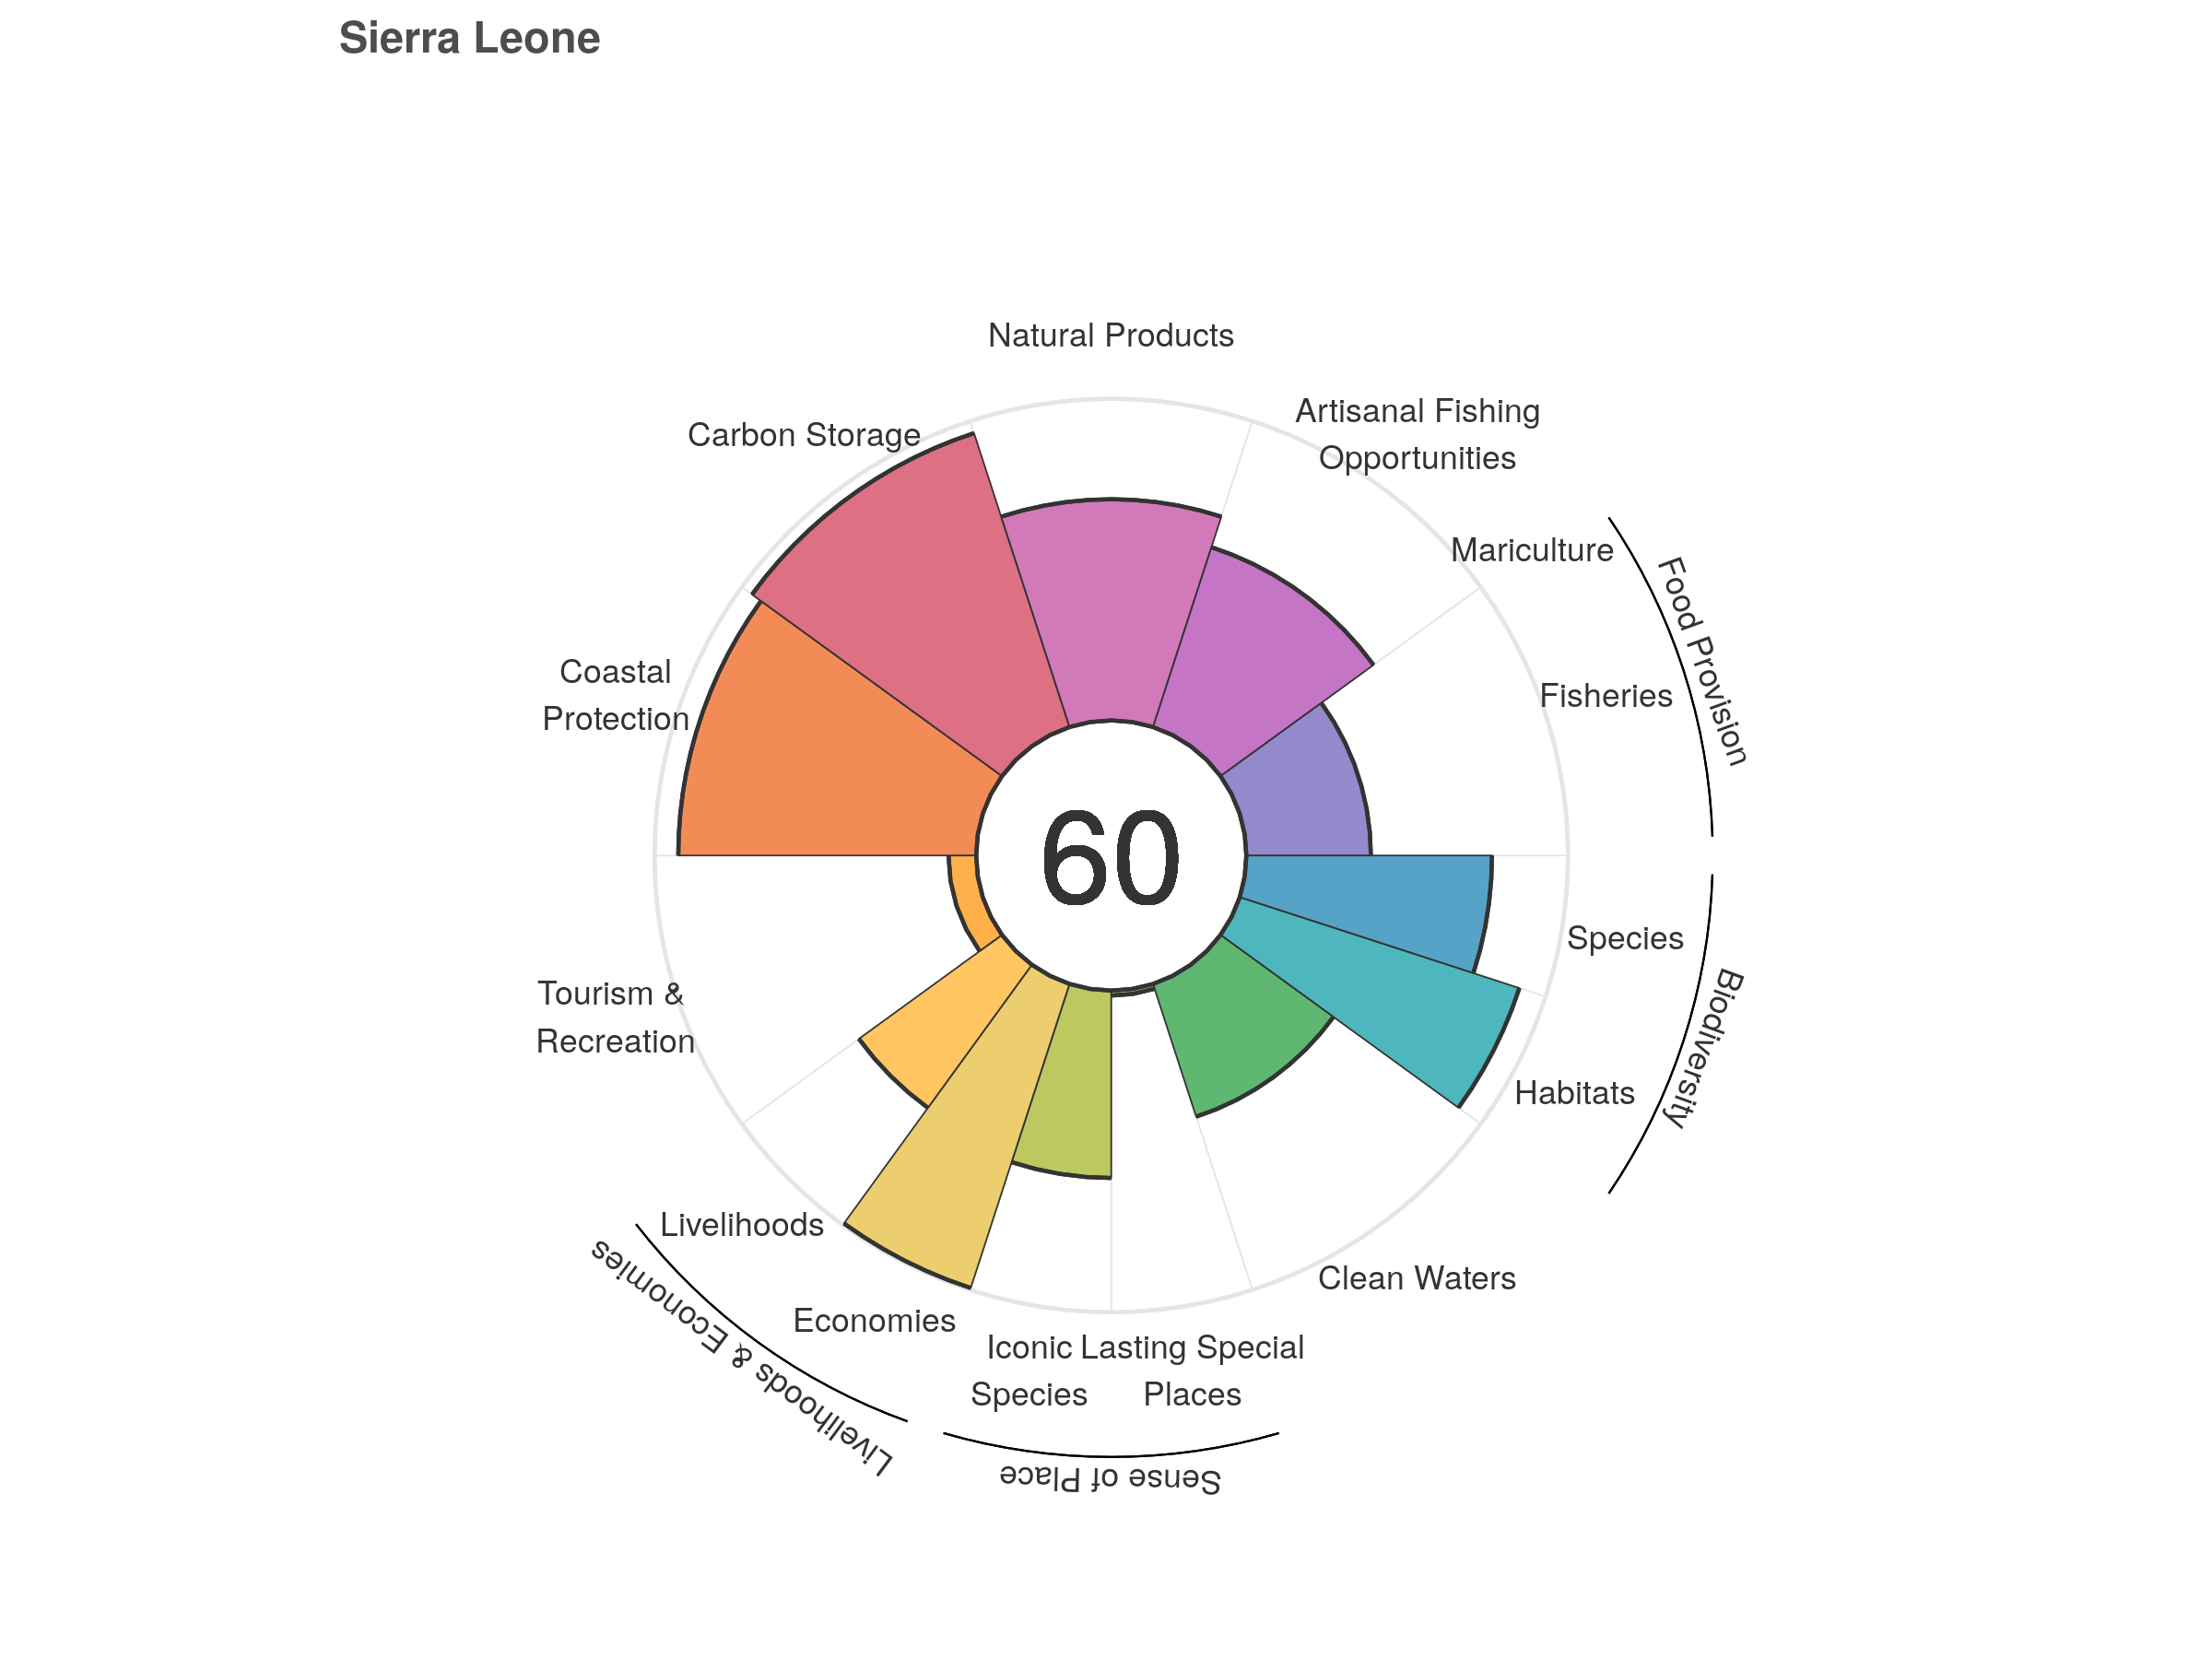 Sierra Leone
Natural Products
Artisanal Fishing
Opportunities
Carbon Storage
Mariculture
Food Provision
Fisheries
Coastal
Protection
60
Species
Biodiversity
Habitats
Tourism &
Recreation
Livelihoods
Clean Waters
Economies
Livelihoods & Economies
Iconic
Species
Lasting Special
Places
Sense of Place